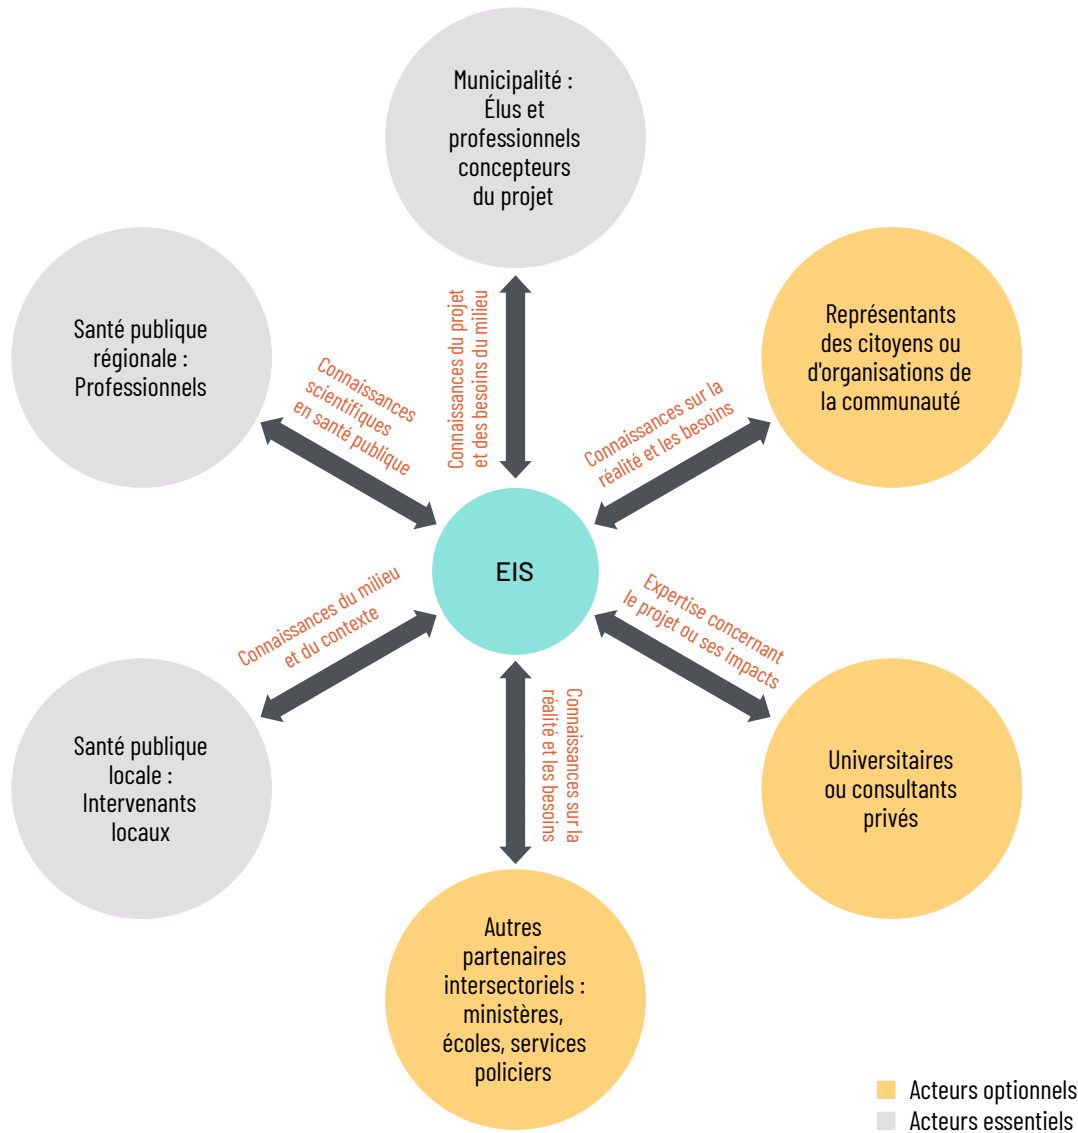 Municipalité :
Élus et
professionnels
concepteurs
du projet
Santé publique
régionale :
Professionnels
Représentants
des citoyens ou
d'organisations de
la communauté
Connaissances
scientifiques
en santé publique
Connaissances du projet
et des besoins du milieu
Connaissances sur la
réalité et les besoins
EIS
Connaissances du milieu
et du contexte
Expertise concernant
le projet ou ses impacts
Connaissances sur la
réalité et les besoins
Santé publique
locale :
Intervenants
locaux
Universitaires
ou consultants
privés
Autres
partenaires
intersectoriels :
ministères,
écoles, services
policiers
Acteurs optionnels
Acteurs essentiels